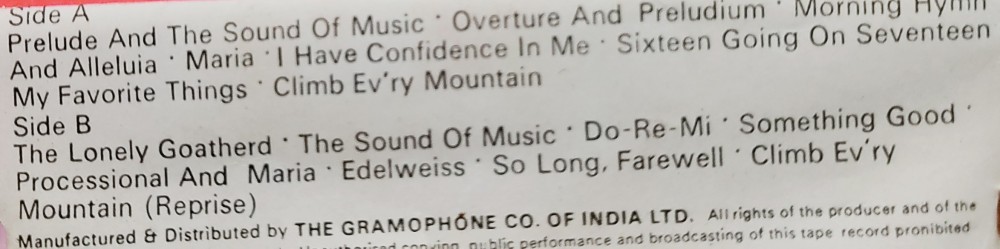 Side A
Prelude And The Sound Of Music · Overture And Preludium · Morning Hymn
And Alleluia · Maria · I Have Confidence In Me · Sixteen Going On Seventeen
My Favorite Things · Climb Ev'ry Mountain
Side B
The Lonely Goatherd · The Sound Of Music · Do-Re-Mi · Something Good ·
Processional And Maria · Edelweiss · So Long, Farewell · Climb Ev'ry
Mountain (Reprise)
Manufactured & Distributed by THE GRAMOPHONE CO. OF INDIA LTD. All rights of the producer and of the
public performance and broadcasting of this tape record prohibited